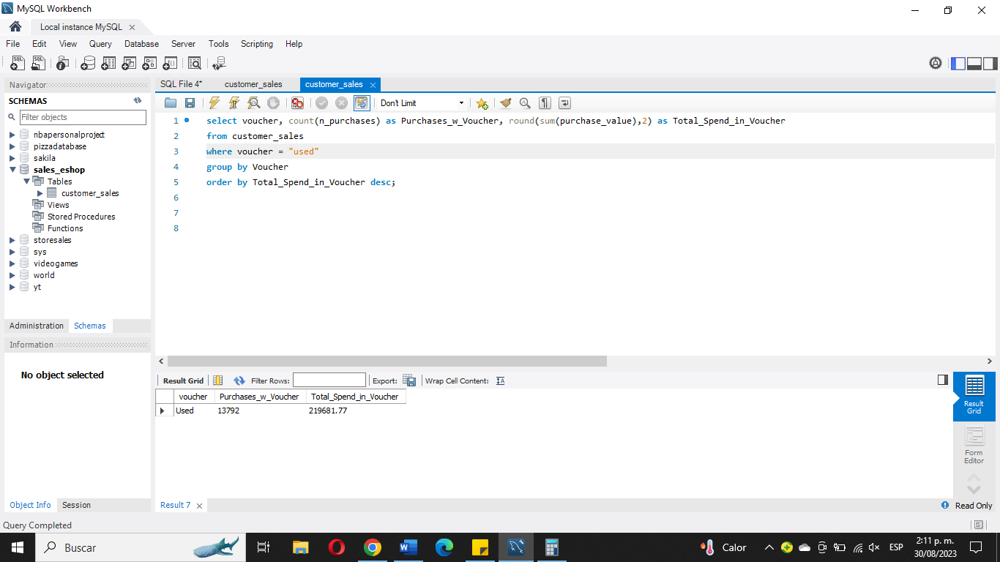 MySQL Workbench
Local instance MySQL
File Edit View Query Database Server Tools Scripting Help
Navigator
SQL File 4* customer_sales customer_sales
SCHEMAS
Filter objects
nbapersonalproject
pizzadatabase
sakila
sales_eshop
Tables
customer_sales
Views
Stored Procedures
Functions
storesales
sys
videogames
world
yt
Administration Schemas
Information
No object selected
Object Info Session
Don't Limit
1 select voucher, count(n_purchases) as Purchases_w_Voucher, round(sum(purchase_value),2) as Total_Spend_in_Voucher
2 from customer_sales
3 where voucher = "used"
4 group by Voucher
5 order by Total_Spend_in_Voucher desc;
6
7
8
Result Grid Filter Rows: Export: Wrap Cell Content:
voucher Purchases_w_Voucher Total_Spend_in_Voucher
Used 13792 219681.77
Result Grid
Form Editor
Result 7
Read Only
Query Completed
Buscar
Calor
ESP
2:11 p. m.
30/08/2023